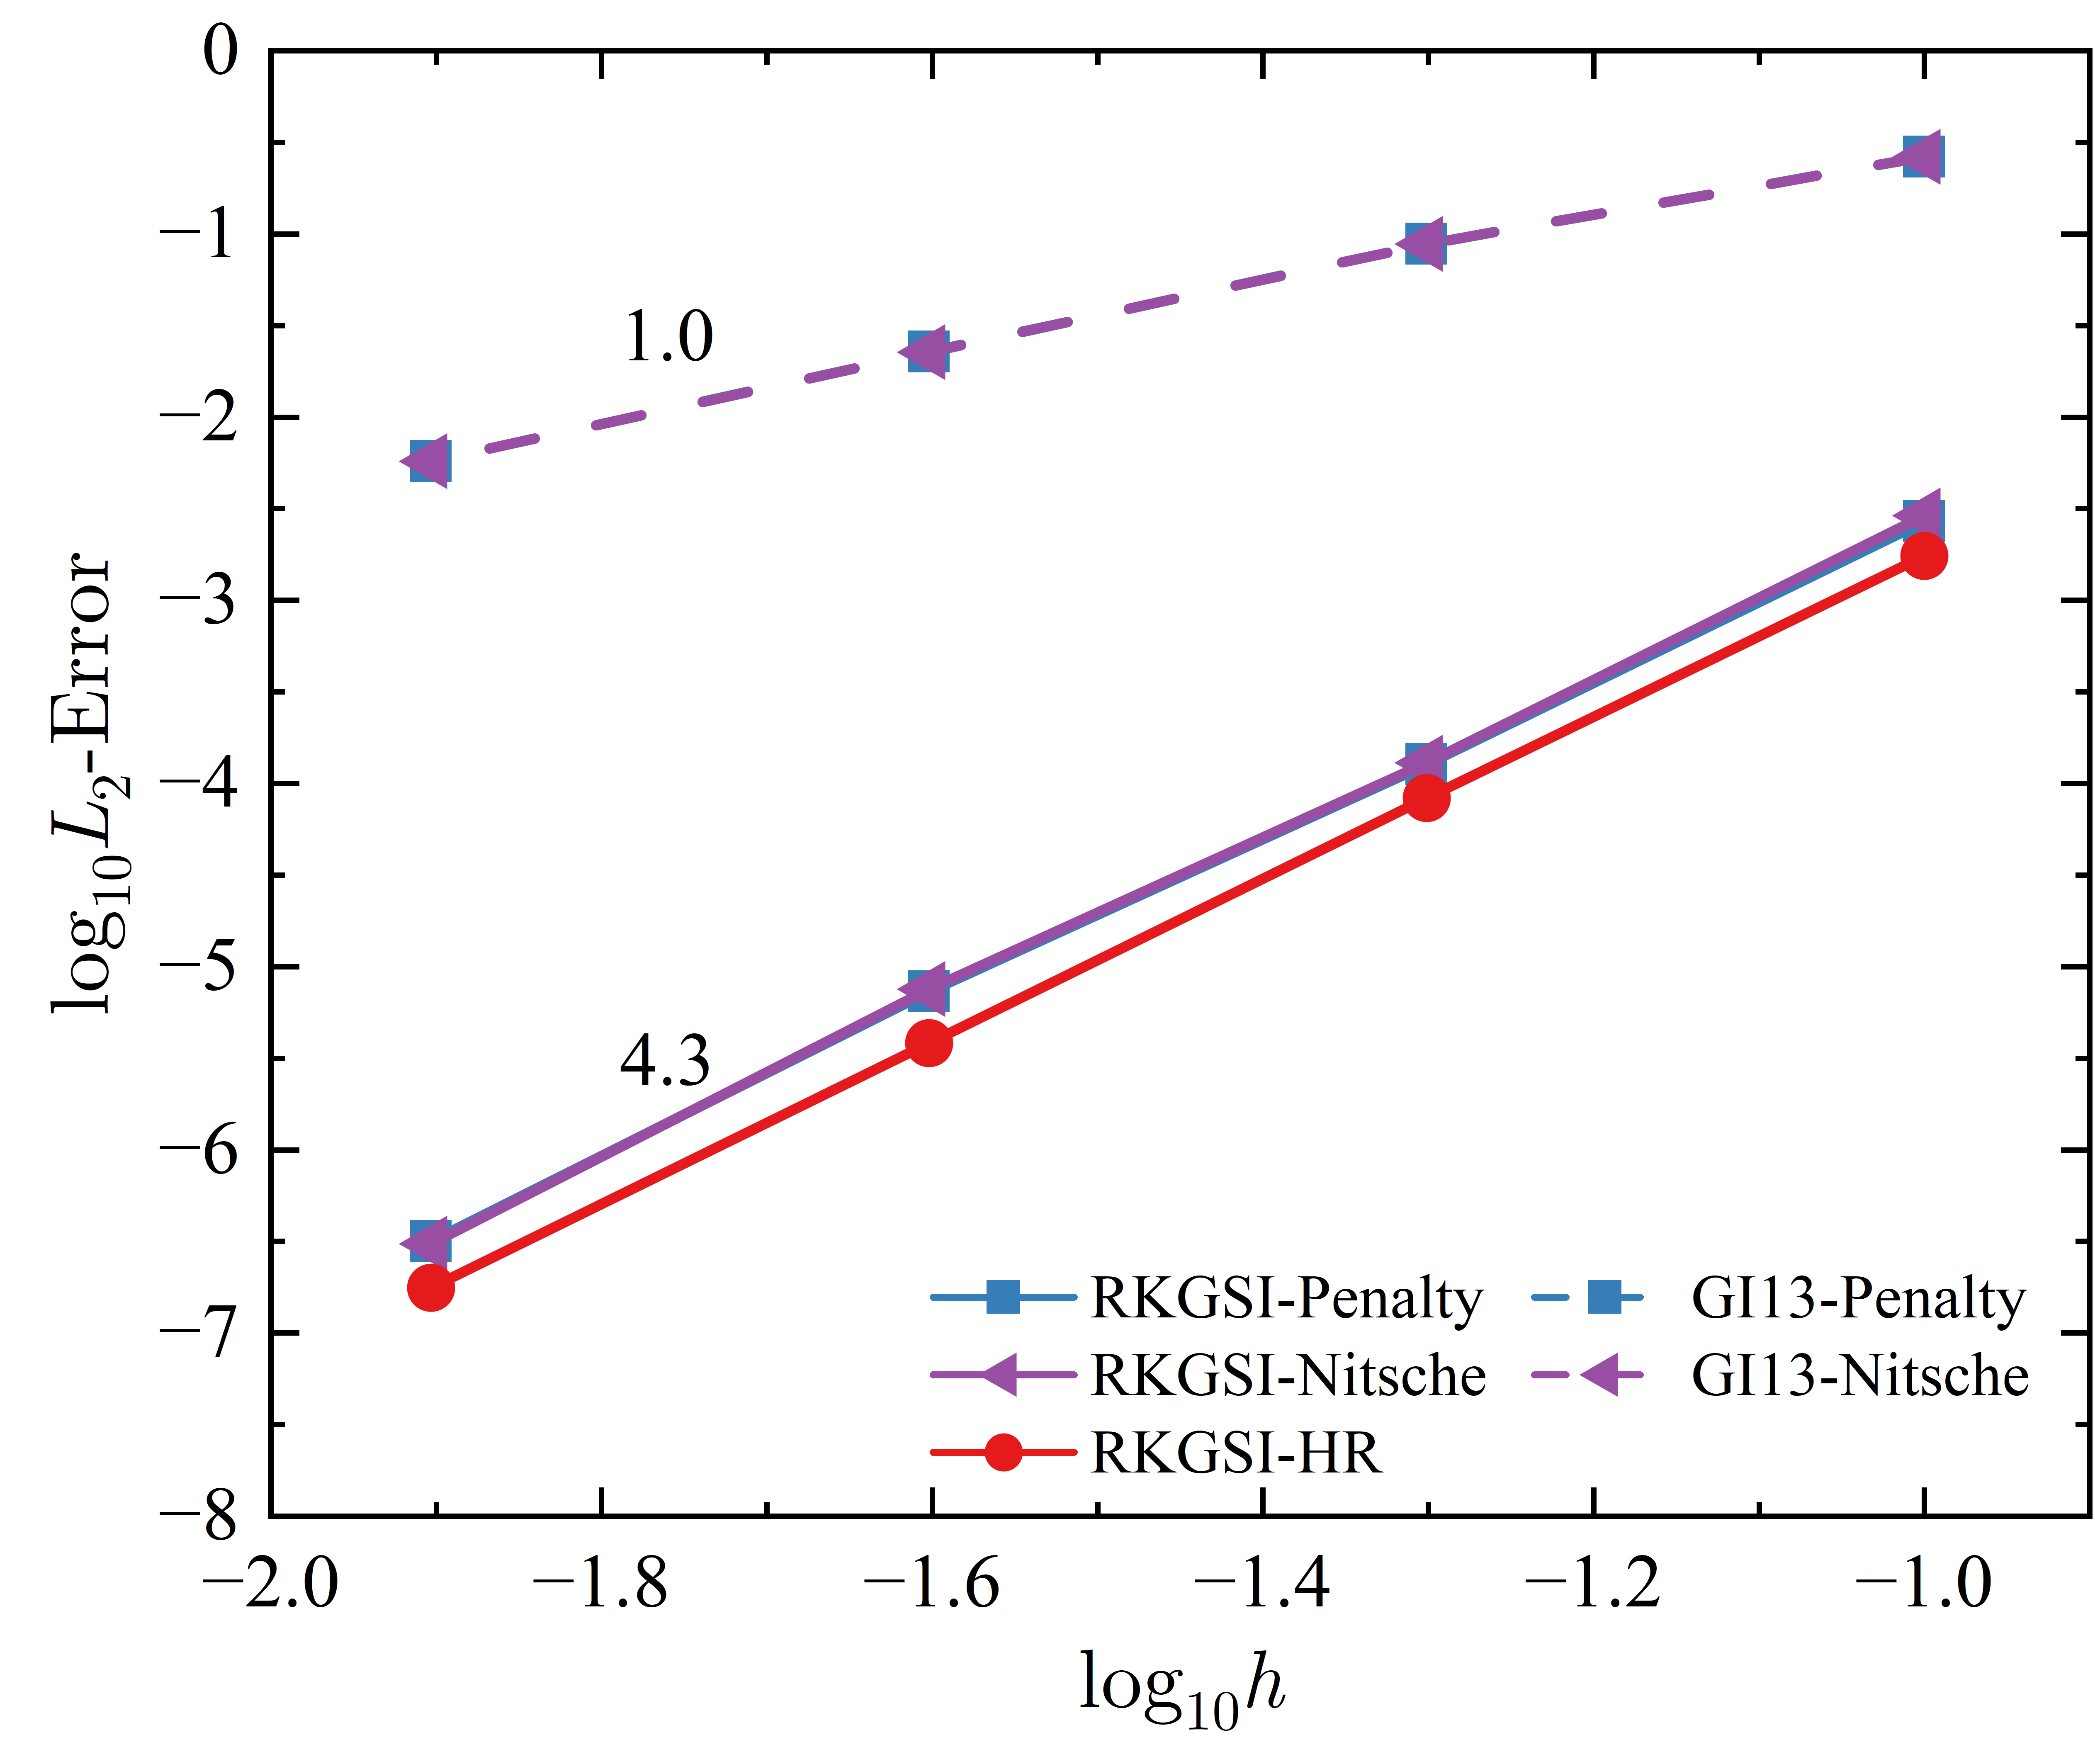 0
−1
−2
−3
−4
−5
−6
−7
−8
log₁₀L₂-Error
1.0
4.3
RKGSI-Penalty
GI13-Penalty
RKGSI-Nitsche
GI13-Nitsche
RKGSI-HR
−2.0
−1.8
−1.6
−1.4
−1.2
−1.0
log₁₀h